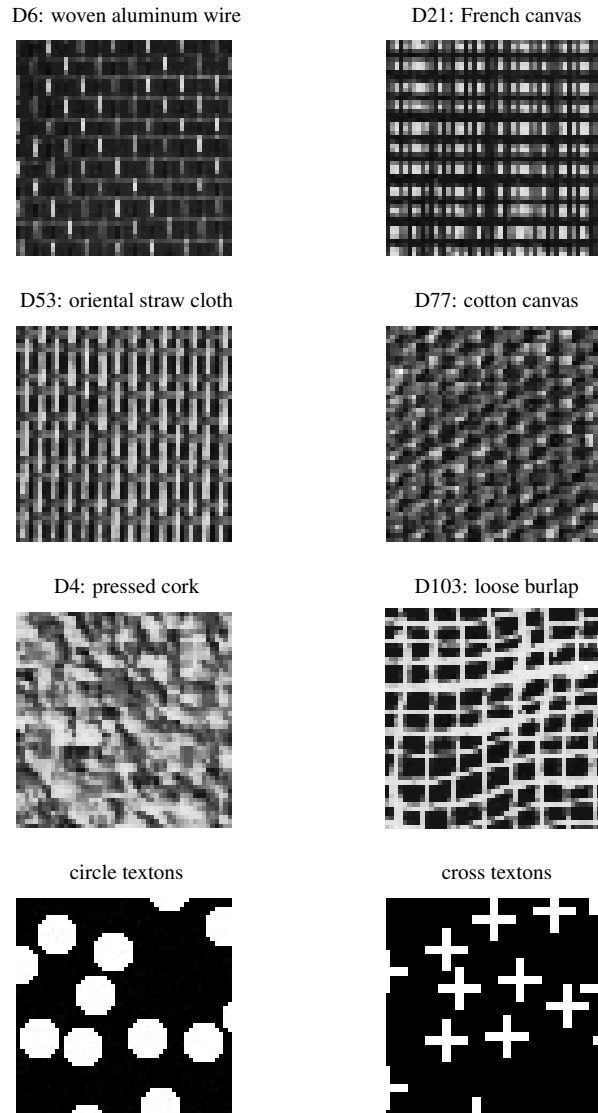 D6: woven aluminum wire
D21: French canvas
D53: oriental straw cloth
D77: cotton canvas
D4: pressed cork
D103: loose burlap
circle textons
cross textons